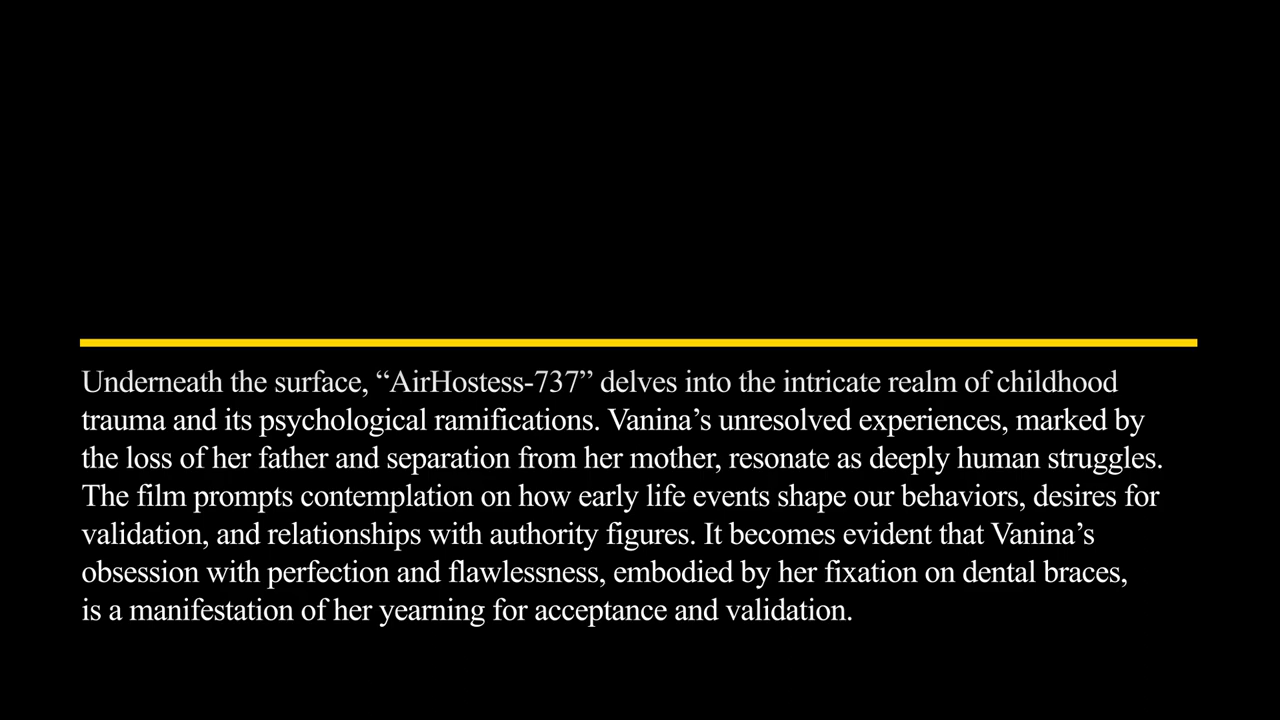 Underneath the surface, “AirHostess-737” delves into the intricate realm of childhood
trauma and its psychological ramifications. Vanina’s unresolved experiences, marked by
the loss of her father and separation from her mother, resonate as deeply human struggles.
The film prompts contemplation on how early life events shape our behaviors, desires for
validation, and relationships with authority figures. It becomes evident that Vanina’s
obsession with perfection and flawlessness, embodied by her fixation on dental braces,
is a manifestation of her yearning for acceptance and validation.